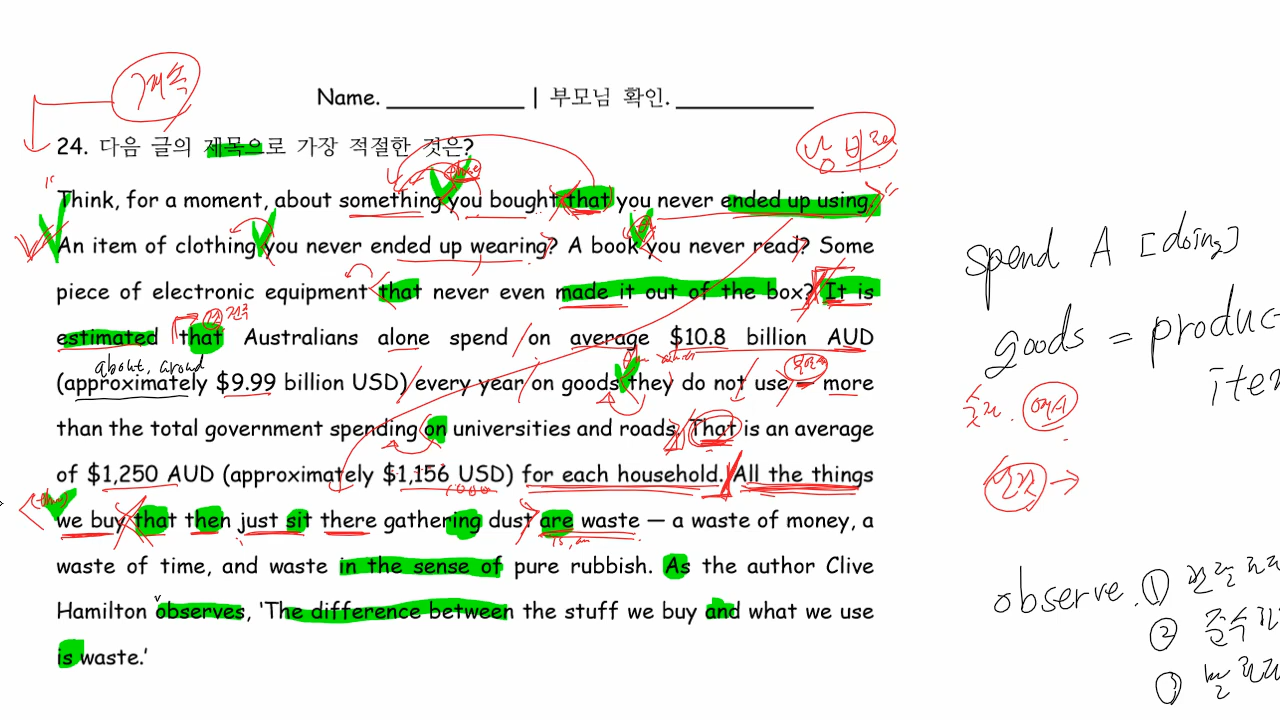 제목
Name. ____________ | 부모님 확인. ____________
24. 다음 글의 제목으로 가장 적절한 것은?
낭비
Think, for a moment, about something you bought that you never ended up using.
An item of clothing you never ended up wearing? A book you never read? Some
piece of electronic equipment that never even made it out of the box? It is
estimated that Australians alone spend on average $10.8 billion AUD
about, around
(approximately $9.99 billion USD) every year on goods they do not use — more
than the total government spending on universities and roads. That is an average
of $1,250 AUD (approximately $1,156 USD) for each household. All the things
we buy that then just sit there gathering dust are waste — a waste of money, a
waste of time, and waste in the sense of pure rubbish. As the author Clive
Hamilton observes, ‘The difference between the stuff we buy and what we use
is waste.’
spend A [doing]
goods = produc
item
observe. ①
② 준수
③